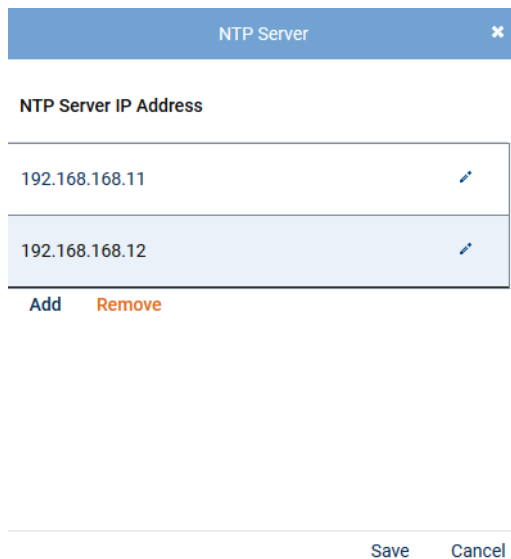 NTP Server
NTP Server IP Address
192.168.168.11
192.168.168.12
Add Remove
Save Cancel